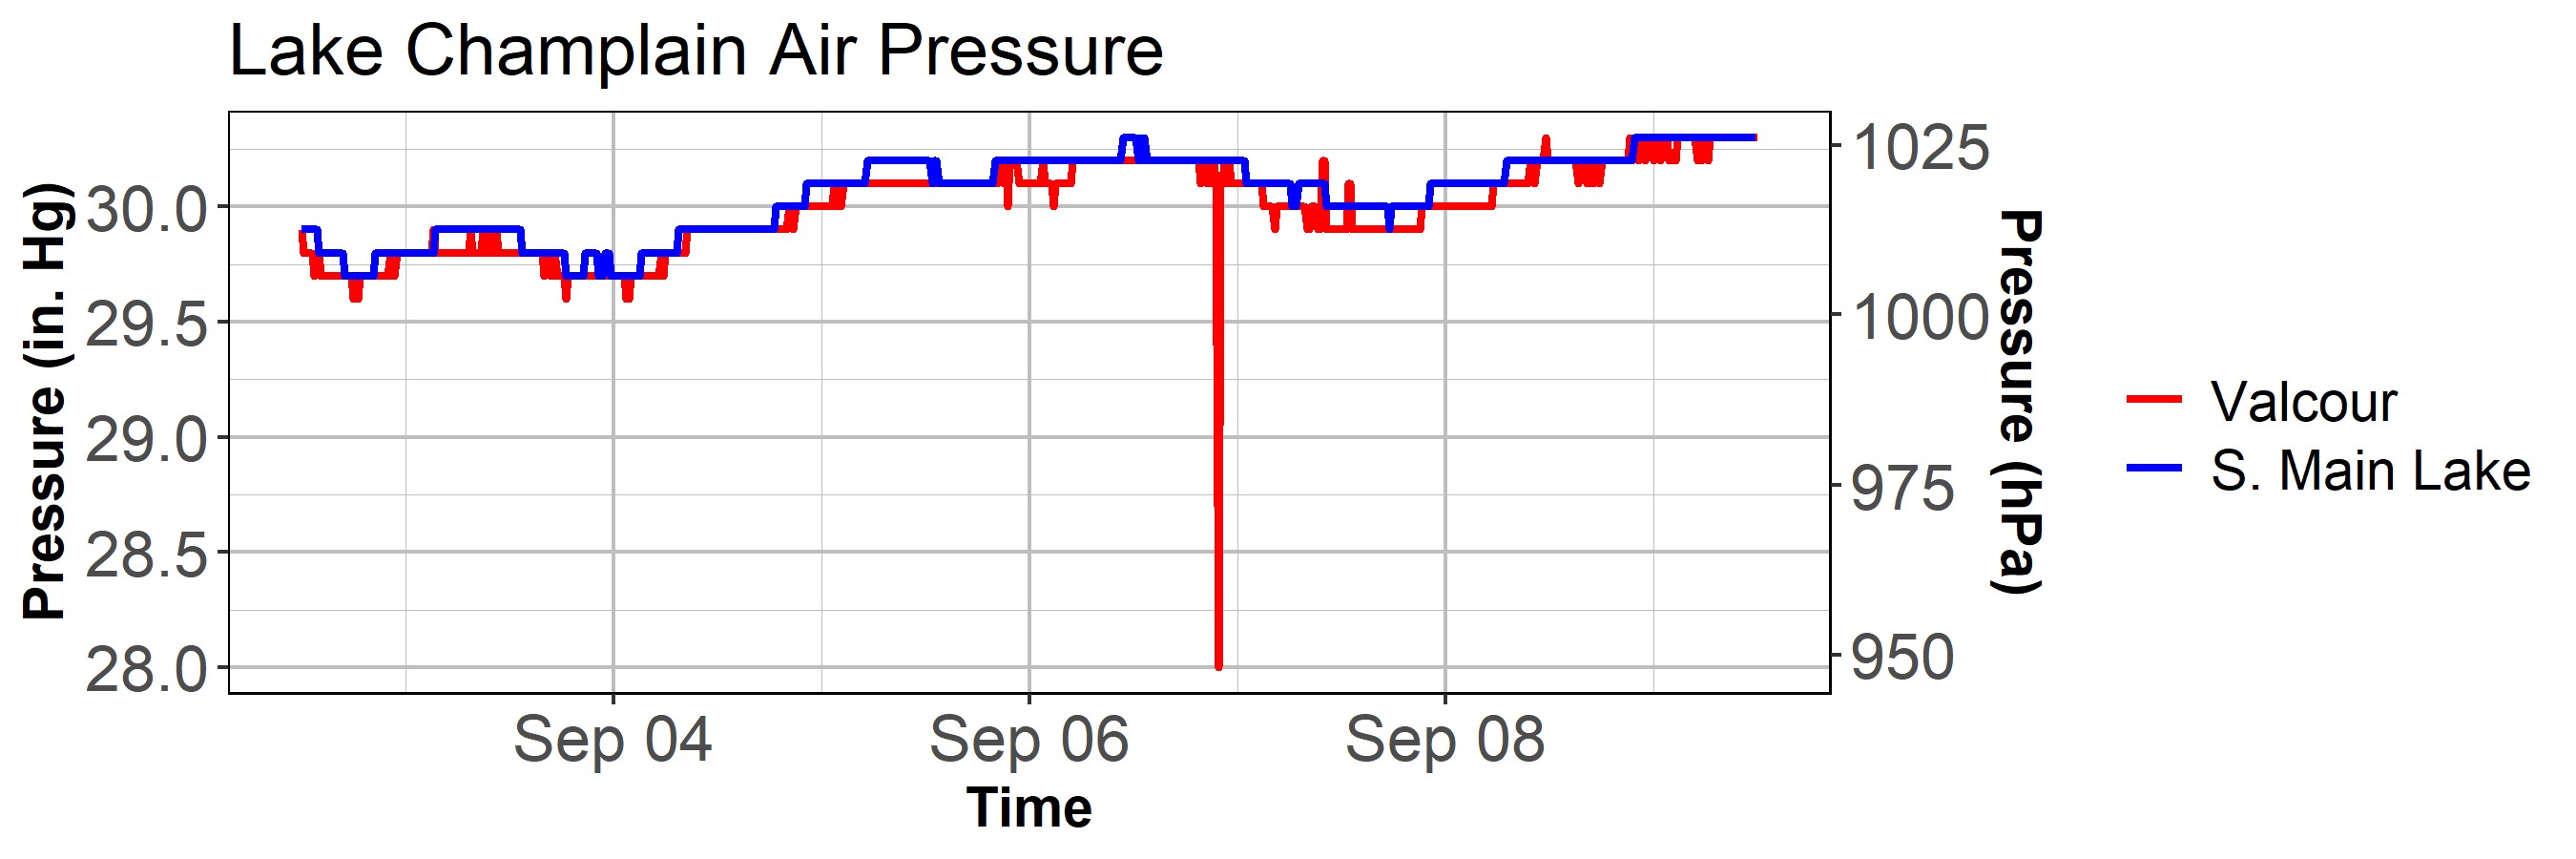 Lake Champlain Air Pressure
Pressure (in. Hg)
30.0
29.5
29.0
28.5
28.0
1025
1000
975
950
Pressure (hPa)
Sep 04
Sep 06
Sep 08
Time
Valcour
S. Main Lake